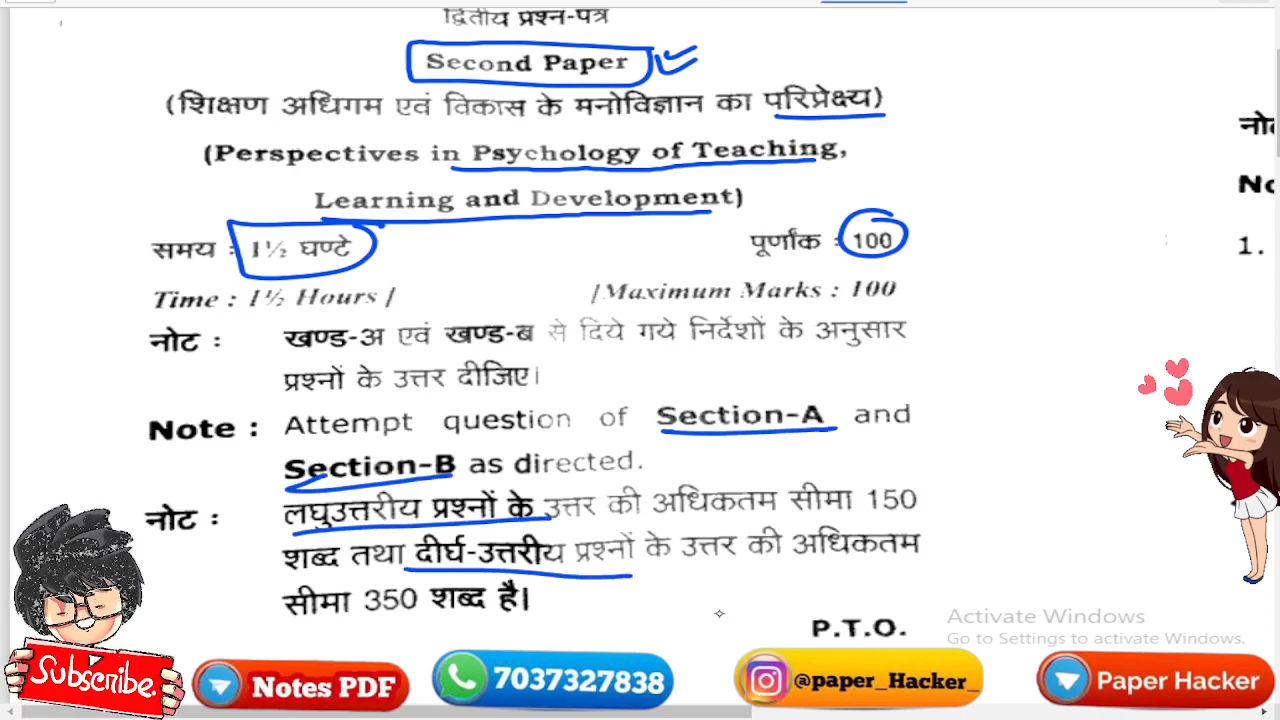 द्वितीय प्रश्न-पत्र
Second Paper
(शिक्षण अधिगम एवं विकास के मनोविज्ञान का परिप्रेक्ष्य)
(Perspectives in Psychology of Teaching,
Learning and Development)
समय : 1½ घण्टे पूर्णांक : 100
Time : 1½ Hours ] [Maximum Marks : 100
नोट : खण्ड-अ एवं खण्ड-ब से दिये गये निर्देशों के अनुसार
प्रश्नों के उत्तर दीजिए।
Note : Attempt question of Section-A and
Section-B as directed.
नोट : लघुउत्तरीय प्रश्नों के उत्तर की अधिकतम सीमा 150
शब्द तथा दीर्घ-उत्तरीय प्रश्नों के उत्तर की अधिकतम
सीमा 350 शब्द है।
P.T.O.
नोट
No
1.
Activate Windows
Go to Settings to activate Windows.
Subscribe.
Notes PDF
7037327838
@paper_Hacker_
Paper Hacker